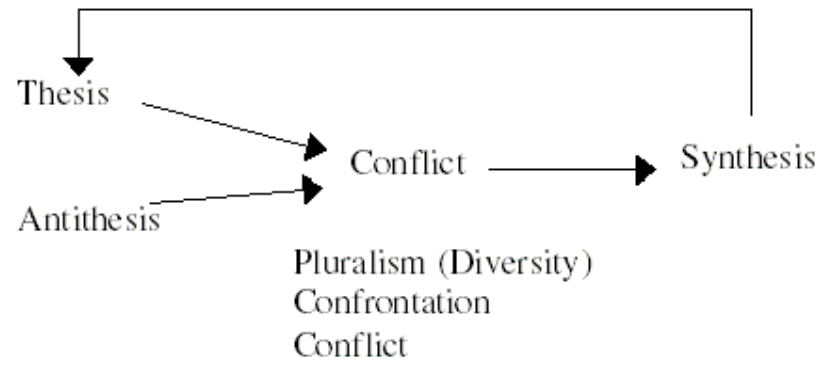 Thesis
Conflict
Synthesis
Antithesis
Pluralism (Diversity)
Confrontation
Conflict